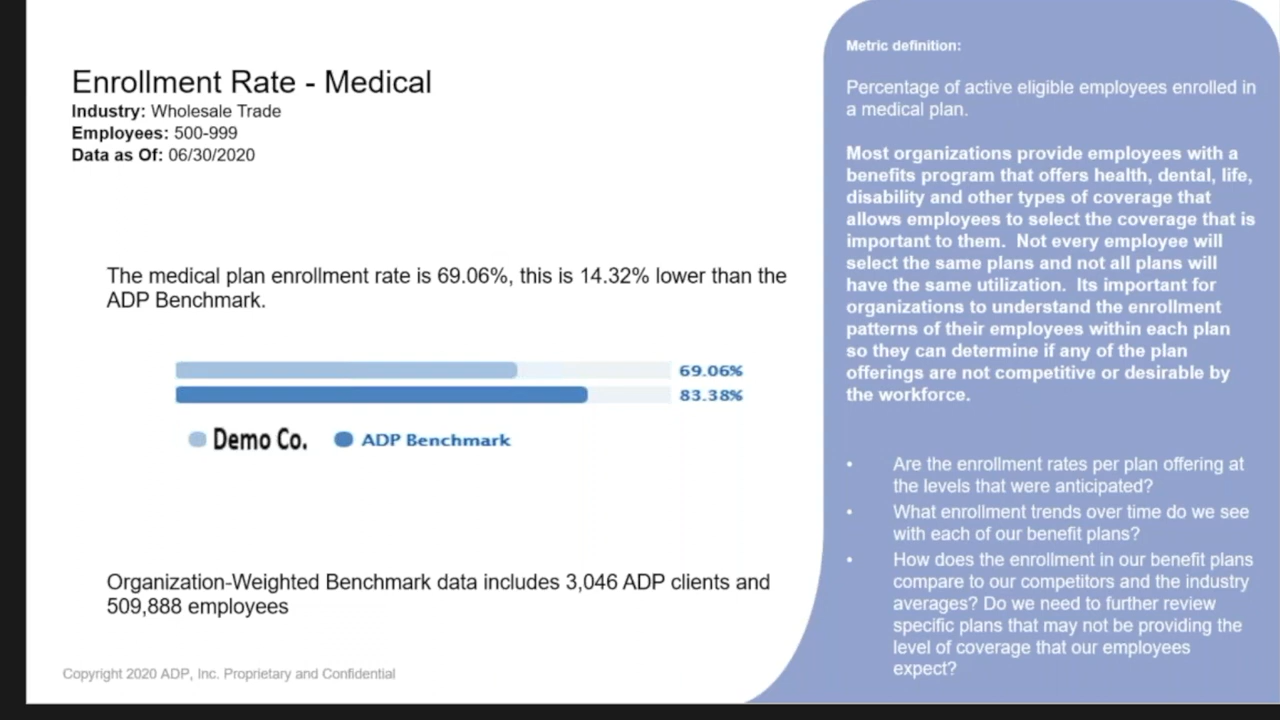 Enrollment Rate - Medical
Industry: Wholesale Trade
Employees: 500-999
Data as Of: 06/30/2020
The medical plan enrollment rate is 69.06%, this is 14.32% lower than the
ADP Benchmark.
69.06%
83.38%
Demo Co. ADP Benchmark
Organization-Weighted Benchmark data includes 3,046 ADP clients and
509,888 employees
Copyright 2020 ADP, Inc. Proprietary and Confidential
Metric definition:
Percentage of active eligible employees enrolled in
a medical plan.
Most organizations provide employees with a
benefits program that offers health, dental, life,
disability and other types of coverage that
allows employees to select the coverage that is
important to them.  Not every employee will
select the same plans and not all plans will
have the same utilization.  Its important for
organizations to understand the enrollment
patterns of their employees within each plan
so they can determine if any of the plan
offerings are not competitive or desirable by
the workforce.
• Are the enrollment rates per plan offering at
the levels that were anticipated?
• What enrollment trends over time do we see
with each of our benefit plans?
• How does the enrollment in our benefit plans
compare to our competitors and the industry
averages? Do we need to further review
specific plans that may not be providing the
level of coverage that our employees
expect?